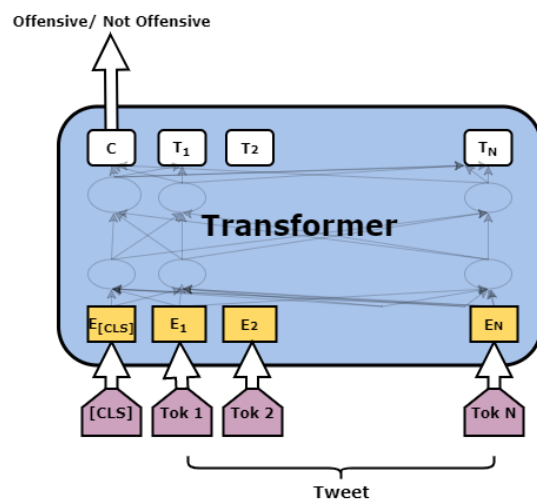 Offensive/ Not Offensive
C T1 T2 TN
Transformer
E[CLS] E1 E2 EN
[CLS] Tok 1 Tok 2 Tok N
Tweet